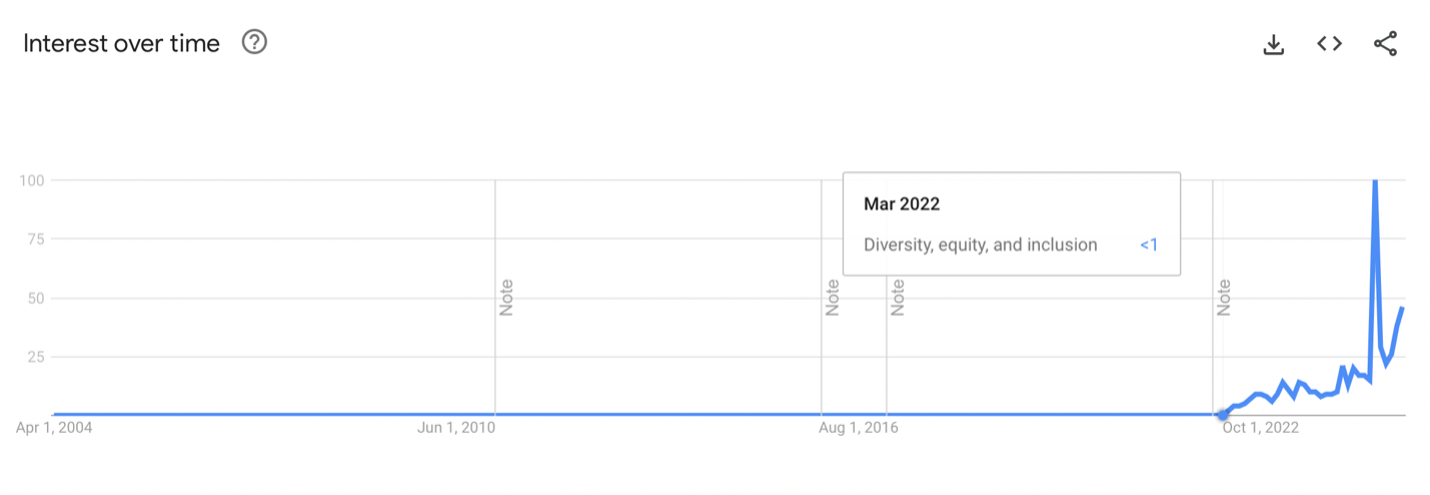 Interest over time
100
75
50
25
Mar 2022
Diversity, equity, and inclusion <1
Note
Note
Note
Note
Apr 1, 2004
Jun 1, 2010
Aug 1, 2016
Oct 1, 2022